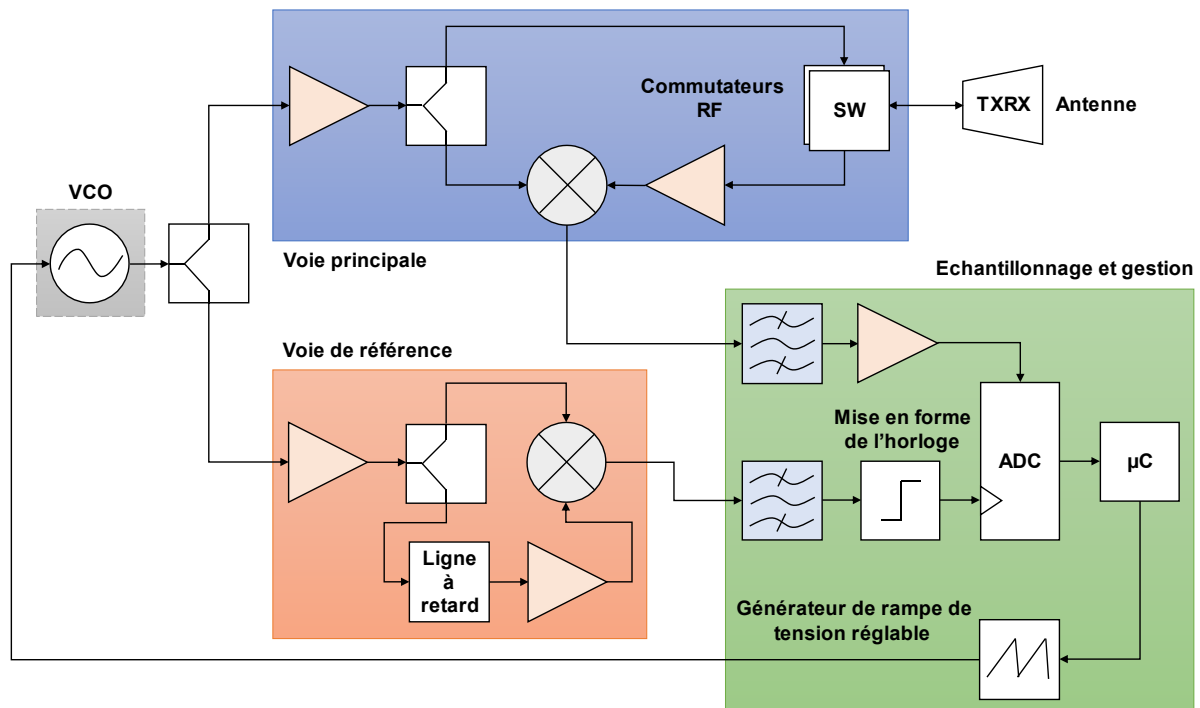 Commutateurs
RF
SW
TXRX
Antenne
VCO
Voie principale
Echantillonnage et gestion
Voie de référence
Mise en forme
de l'horloge
ADC
µC
Ligne
à
retard
Générateur de rampe de
tension réglable